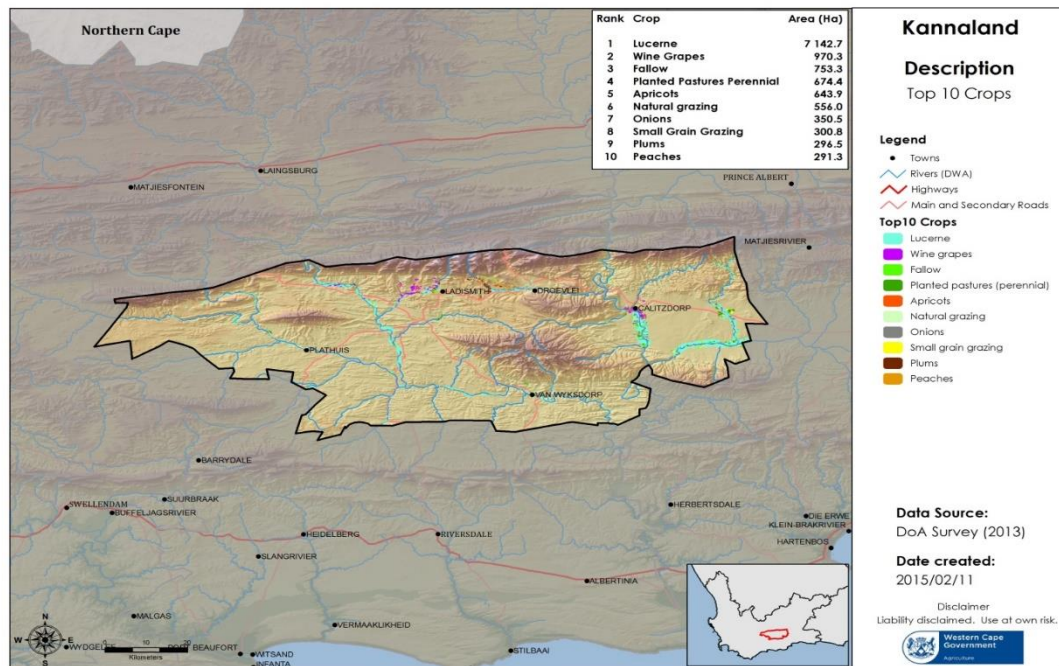 Northern Cape
Rank Crop Area (Ha)
1 Lucerne 7 142.7
2 Wine Grapes 970.3
3 Fallow 753.3
4 Planted Pastures Perennial 674.4
5 Apricots 643.9
6 Natural grazing 556.0
7 Onions 350.5
8 Small Grain Grazing 300.8
9 Plums 296.5
10 Peaches 291.3
LAINGSBURG
MATJIESFONTEIN
PRINCE ALBERT
MATJIESRIVIER
LADISMITH
DROEVLEI
CALITZDORP
PLATHUIS
VAN WYKSDORP
BARRYDALE
SUURBRAAK
SWELLENDAM
BUFFELJAGSRIVIER
HERBERTSDALE
DIE ERWE
KLEIN-BRAKRIVIER
HARTENBOS
HEIDELBERG
RIVERSDALE
SLANGRIVIER
ALBERTINIA
MALGAS
VERMAAKLIKHEID
STILBAAI
WITSAND
INFANTA
N
W E
S
0 10 20
Kilometers
Kannaland
Description
Top 10 Crops
Legend
Towns
Rivers (DWA)
Highways
Main and Secondary Roads
Top10 Crops
Lucerne
Wine grapes
Fallow
Planted pastures (perennial)
Apricots
Natural grazing
Onions
Small grain grazing
Plums
Peaches
Data Source:
DoA Survey (2013)
Date created:
2015/02/11
Disclaimer
Liability disclaimed. Use at own risk.
Western Cape
Government
Agriculture